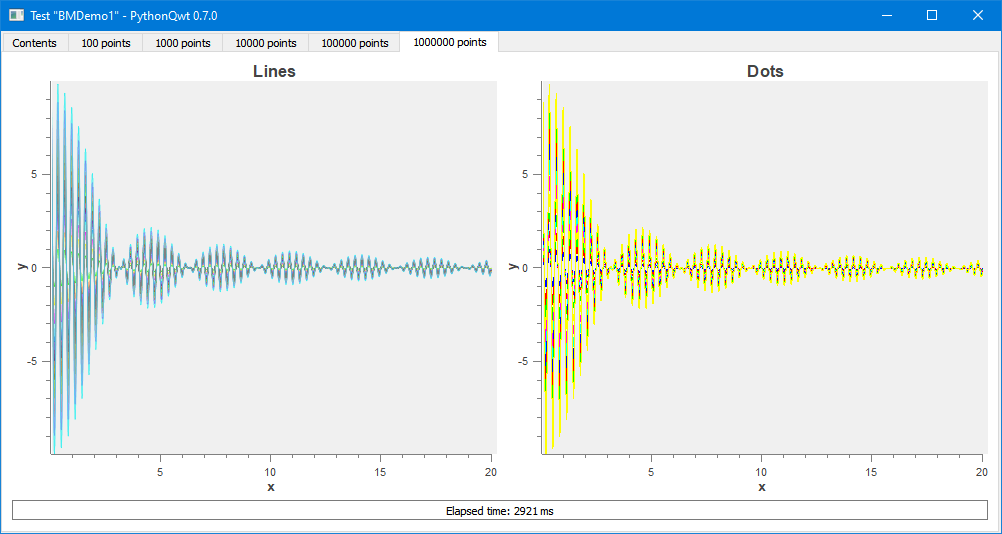 Test "BMDemo1" - PythonQwt 0.7.0
Contents 100 points 1000 points 10000 points 100000 points 1000000 points
Lines
5
0
-5
y
5 10 15 20
x
Dots
5
0
-5
y
5 10 15 20
x
Elapsed time: 2921 ms